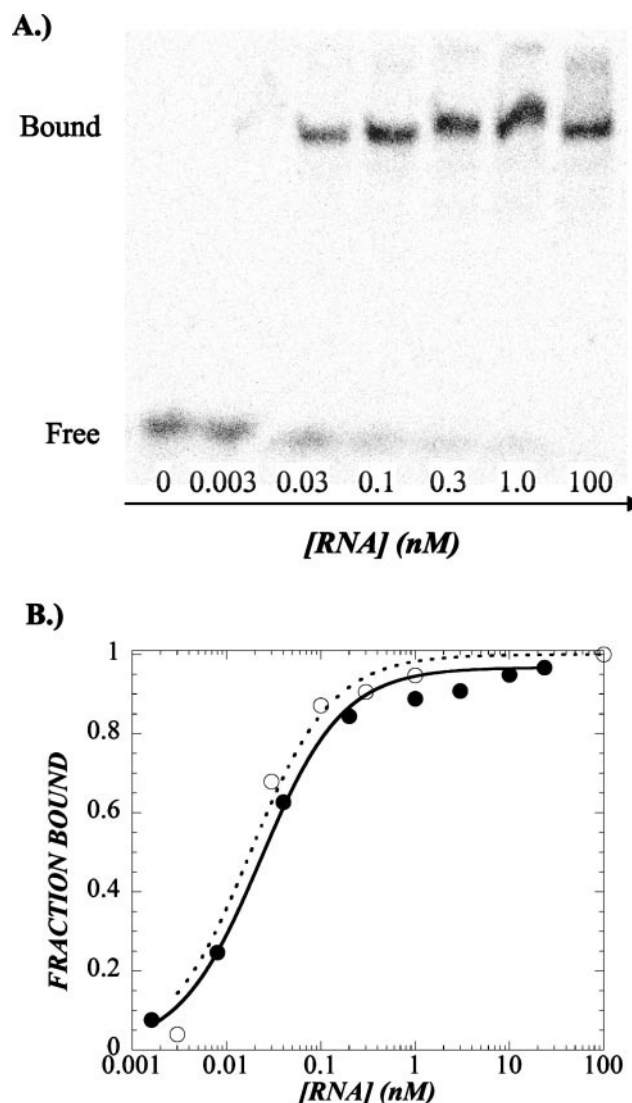 A.)
Bound
Free
0 0.003 0.03 0.1 0.3 1.0 100
[RNA] (nM)
B.)
1
0.8
0.6
0.4
0.2
0
FRACTION BOUND
0.001 0.01 0.1 1 10 100
[RNA] (nM)